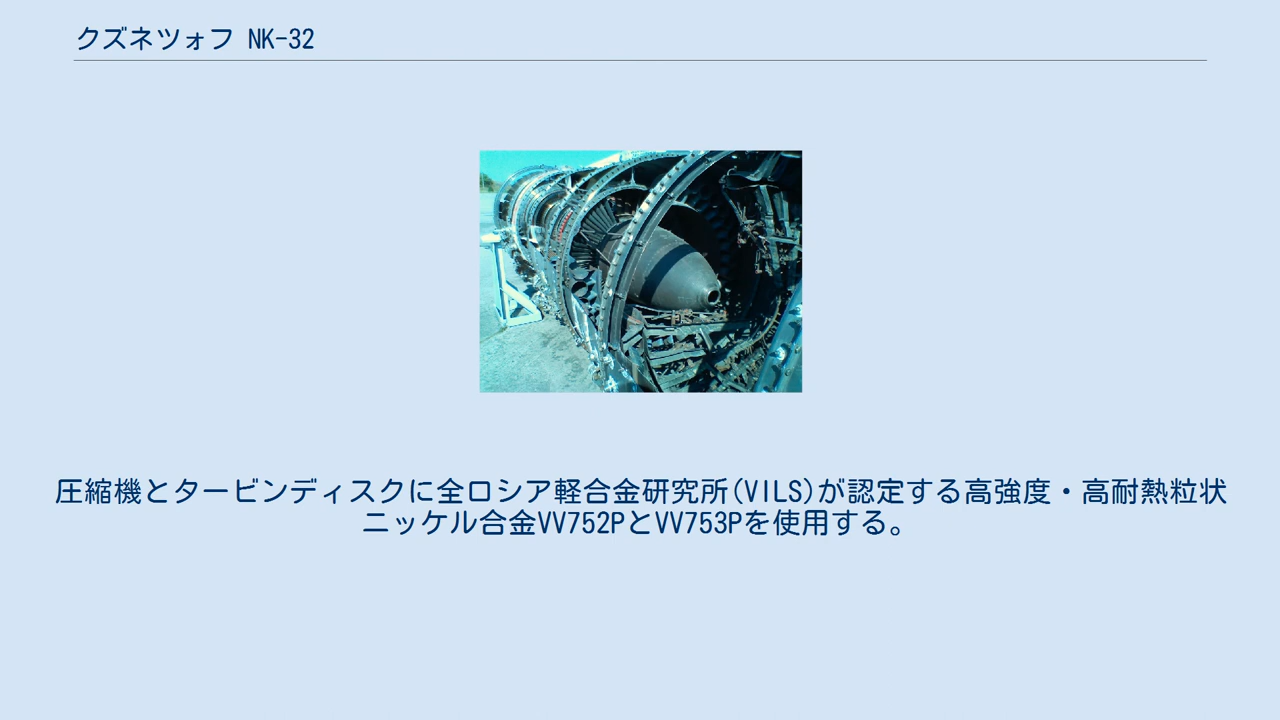 クズネツォフ NK-32
圧縮機とタービンディスクに全ロシア軽合金研究所(VILS)が認定する高強度・高耐熱粒状
ニッケル合金VV752PとVV753Pを使用する。